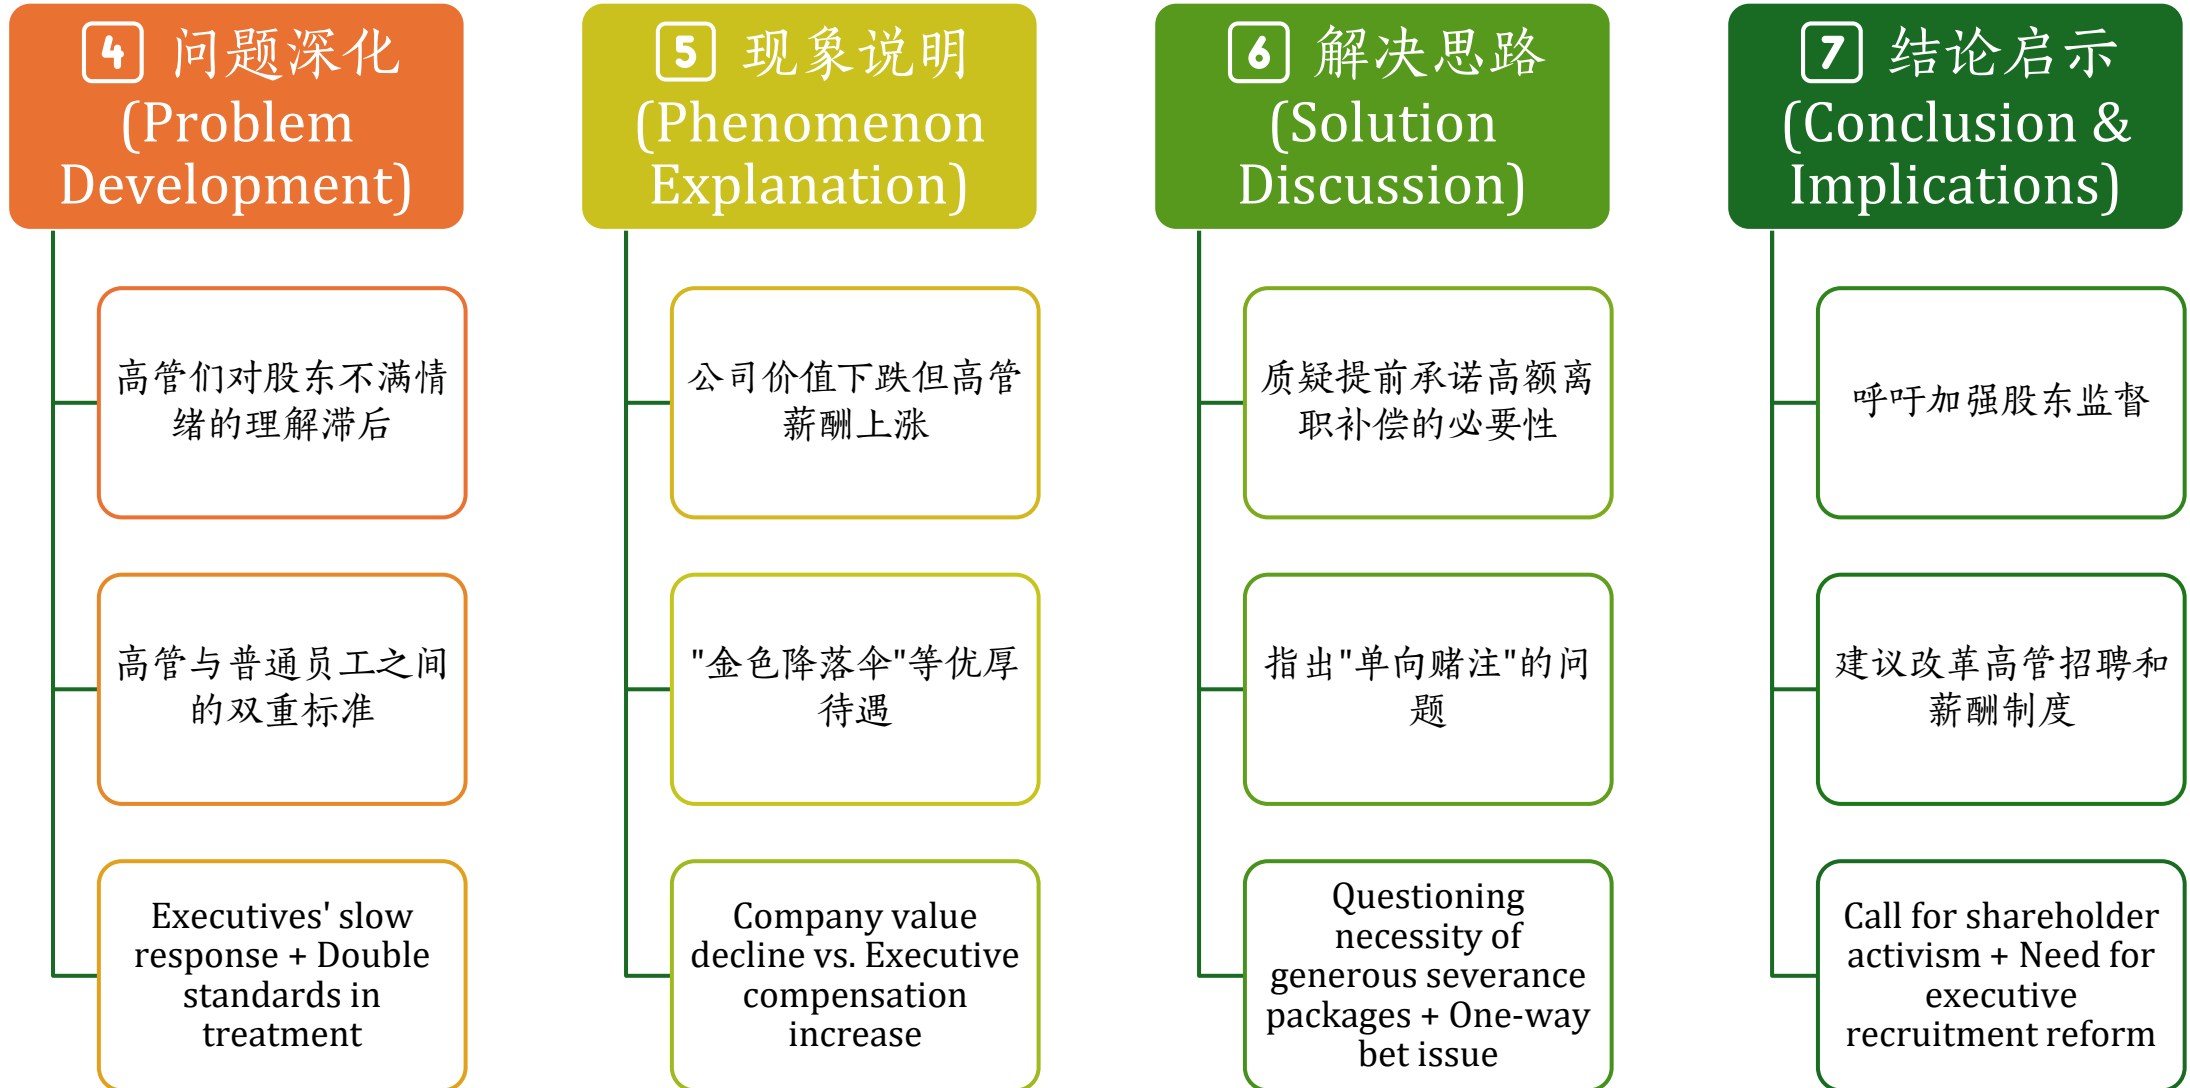 4 问题深化
(Problem
Development)
高管们对股东不满情
绪的理解滞后
高管与普通员工之间
的双重标准
Executives' slow
response + Double
standards in
treatment
5 现象说明
(Phenomenon
Explanation)
公司价值下跌但高管
薪酬上涨
"金色降落伞"等优厚
待遇
Company value
decline vs. Executive
compensation
increase
6 解决思路
(Solution
Discussion)
质疑提前承诺高额离
职补偿的必要性
指出"单向赌注"的问
题
Questioning
necessity of
generous severance
packages + One-way
bet issue
7 结论启示
(Conclusion &
Implications)
呼吁加强股东监督
建议改革高管招聘和
薪酬制度
Call for shareholder
activism + Need for
executive
recruitment reform